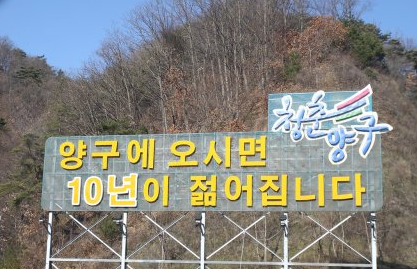 청춘
양구
양구에 오시면
10년이 젊어집니다